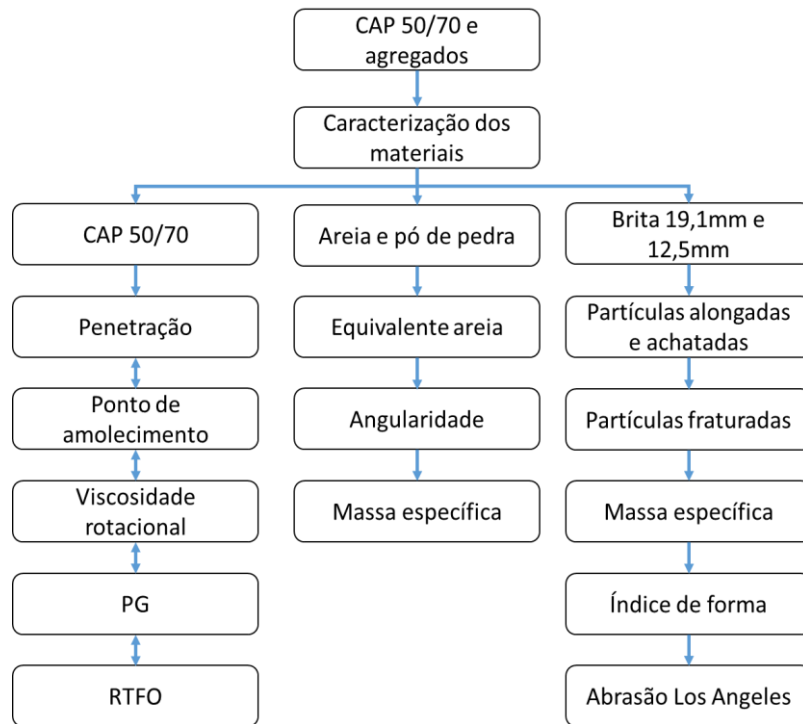 CAP 50/70 e
agregados
Caracterização dos
materiais
CAP 50/70
Areia e pó de pedra
Brita 19,1mm e
12,5mm
Penetração
Equivalente areia
Partículas alongadas
e achatadas
Ponto de
amolecimento
Angularidade
Partículas fraturadas
Viscosidade
rotacional
Massa específica
Massa específica
PG
Índice de forma
RTFO
Abrasão Los Angeles